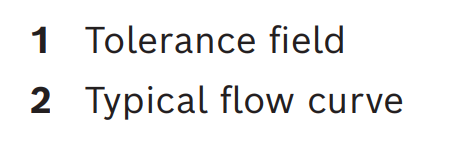 1 Tolerance field
2 Typical flow curve